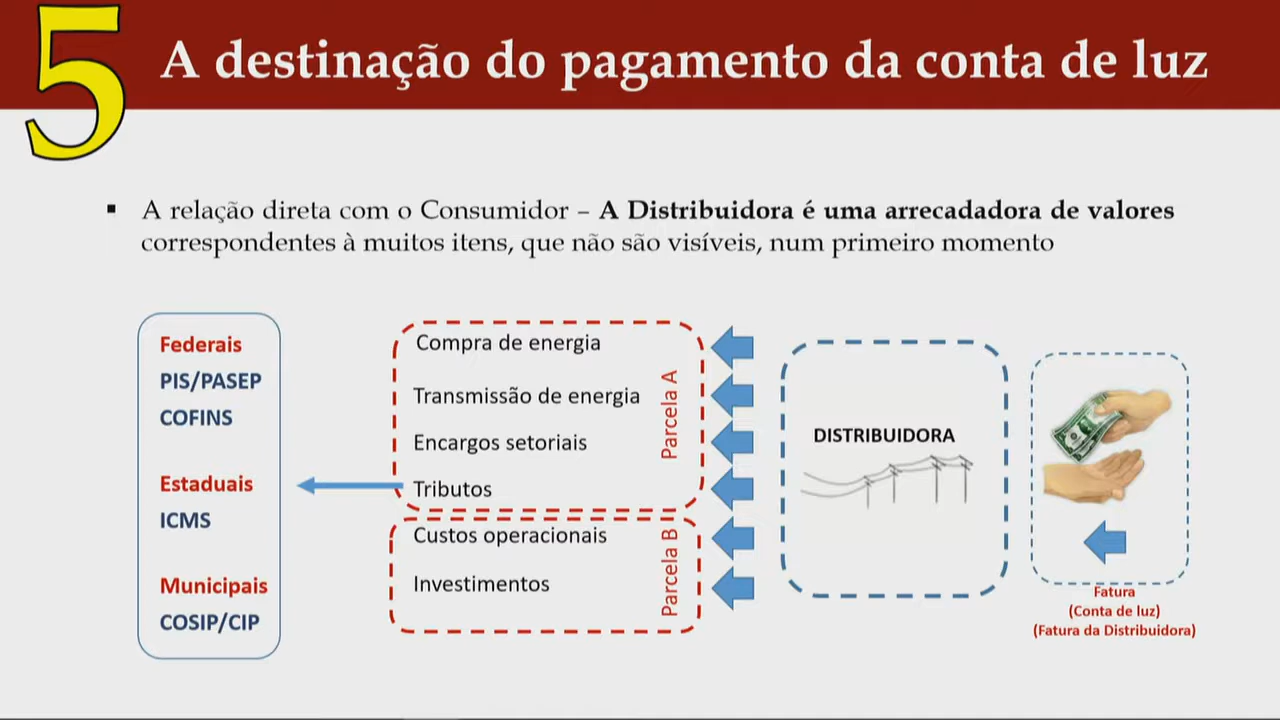 5
A destinação do pagamento da conta de luz
▪ A relação direta com o Consumidor – A Distribuidora é uma arrecadadora de valores
correspondentes à muitos itens, que não são visíveis, num primeiro momento
Federais
PIS/PASEP
COFINS
Estaduais
ICMS
Municipais
COSIP/CIP
Compra de energia
Transmissão de energia
Encargos setoriais
Tributos
Parcela A
Custos operacionais
Investimentos
Parcela B
DISTRIBUIDORA
Fatura
(Conta de luz)
(Fatura da Distribuidora)